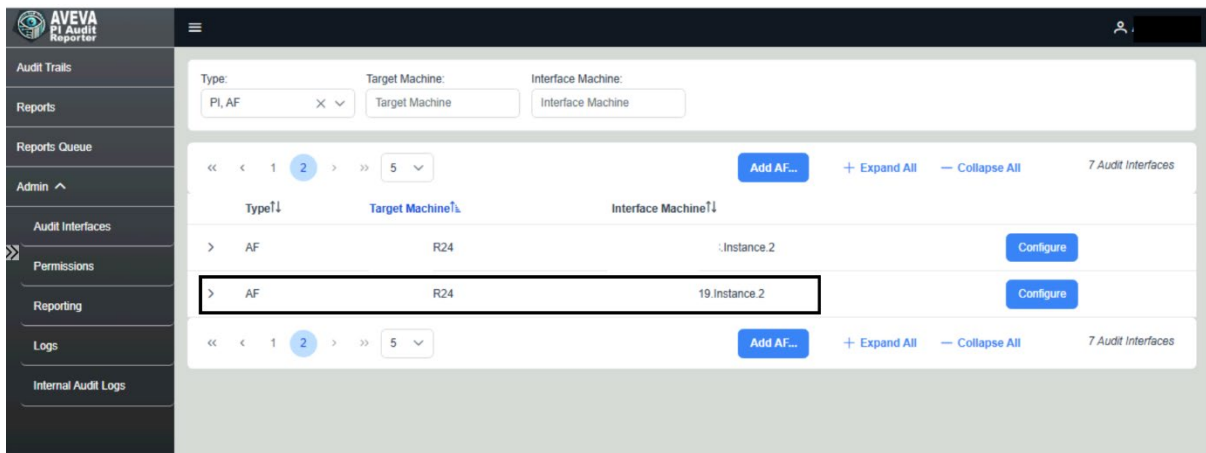 AVEVA
PI Audit
Reporter
Audit Trails
Reports
Reports Queue
Admin
Audit Interfaces
Permissions
Reporting
Logs
Internal Audit Logs
Type: Target Machine: Interface Machine:
PI, AF Target Machine Interface Machine
1 2 5 Add AF... + Expand All — Collapse All 7 Audit Interfaces
Type Target Machine Interface Machine
AF R24 .Instance.2 Configure
AF R24 19.Instance.2 Configure
1 2 5 Add AF... + Expand All — Collapse All 7 Audit Interfaces